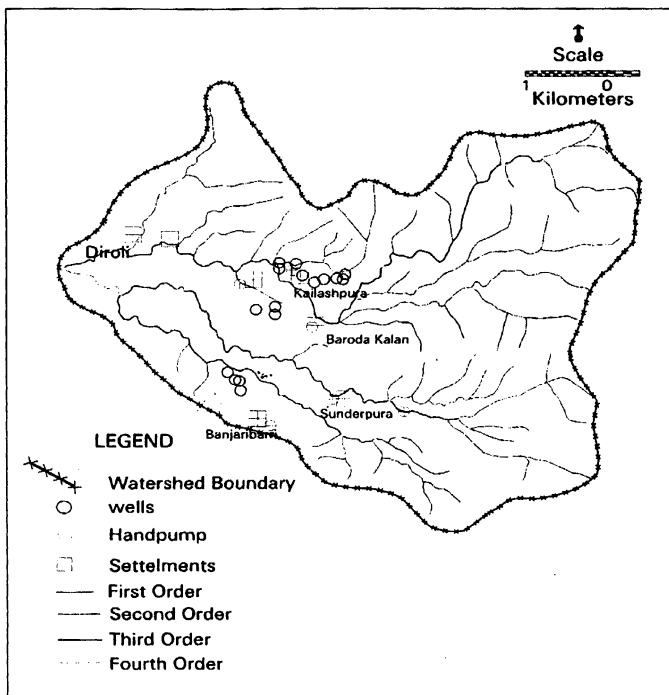 Scale
1 0
Kilometers
Diroli
Kailashpura
Baroda Kalan
Sunderpura
LEGEND
Watershed Boundary
wells
Handpump
Settelments
First Order
Second Order
Third Order
Fourth Order